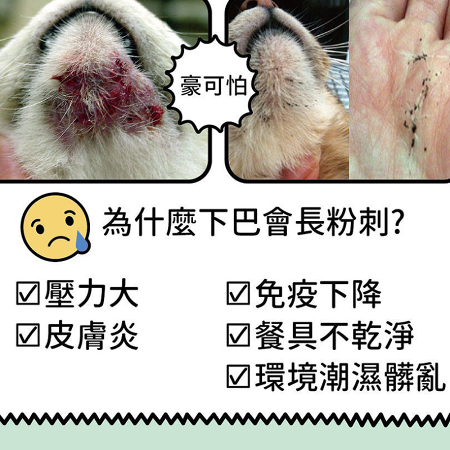 豪可怕
為什麼下巴會長粉刺?
☑壓力大
☑皮膚炎
☑免疫下降
☑餐具不乾淨
☑環境潮濕髒亂